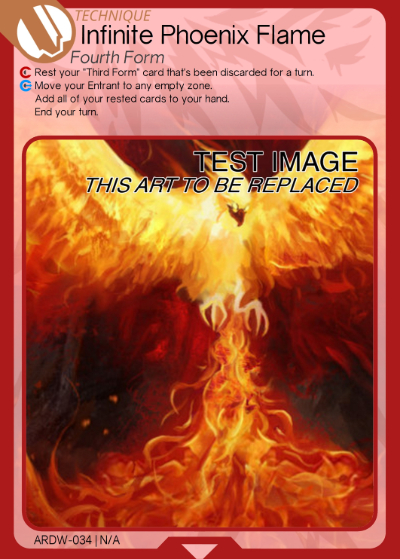 TECHNIQUE
Infinite Phoenix Flame
Fourth Form
C Rest your "Third Form" card that's been discarded for a turn.
C Move your Entrant to any empty zone.
Add all of your rested cards to your hand.
End your turn.
TEST IMAGE
THIS ART TO BE REPLACED
ARDW-034 | N/A